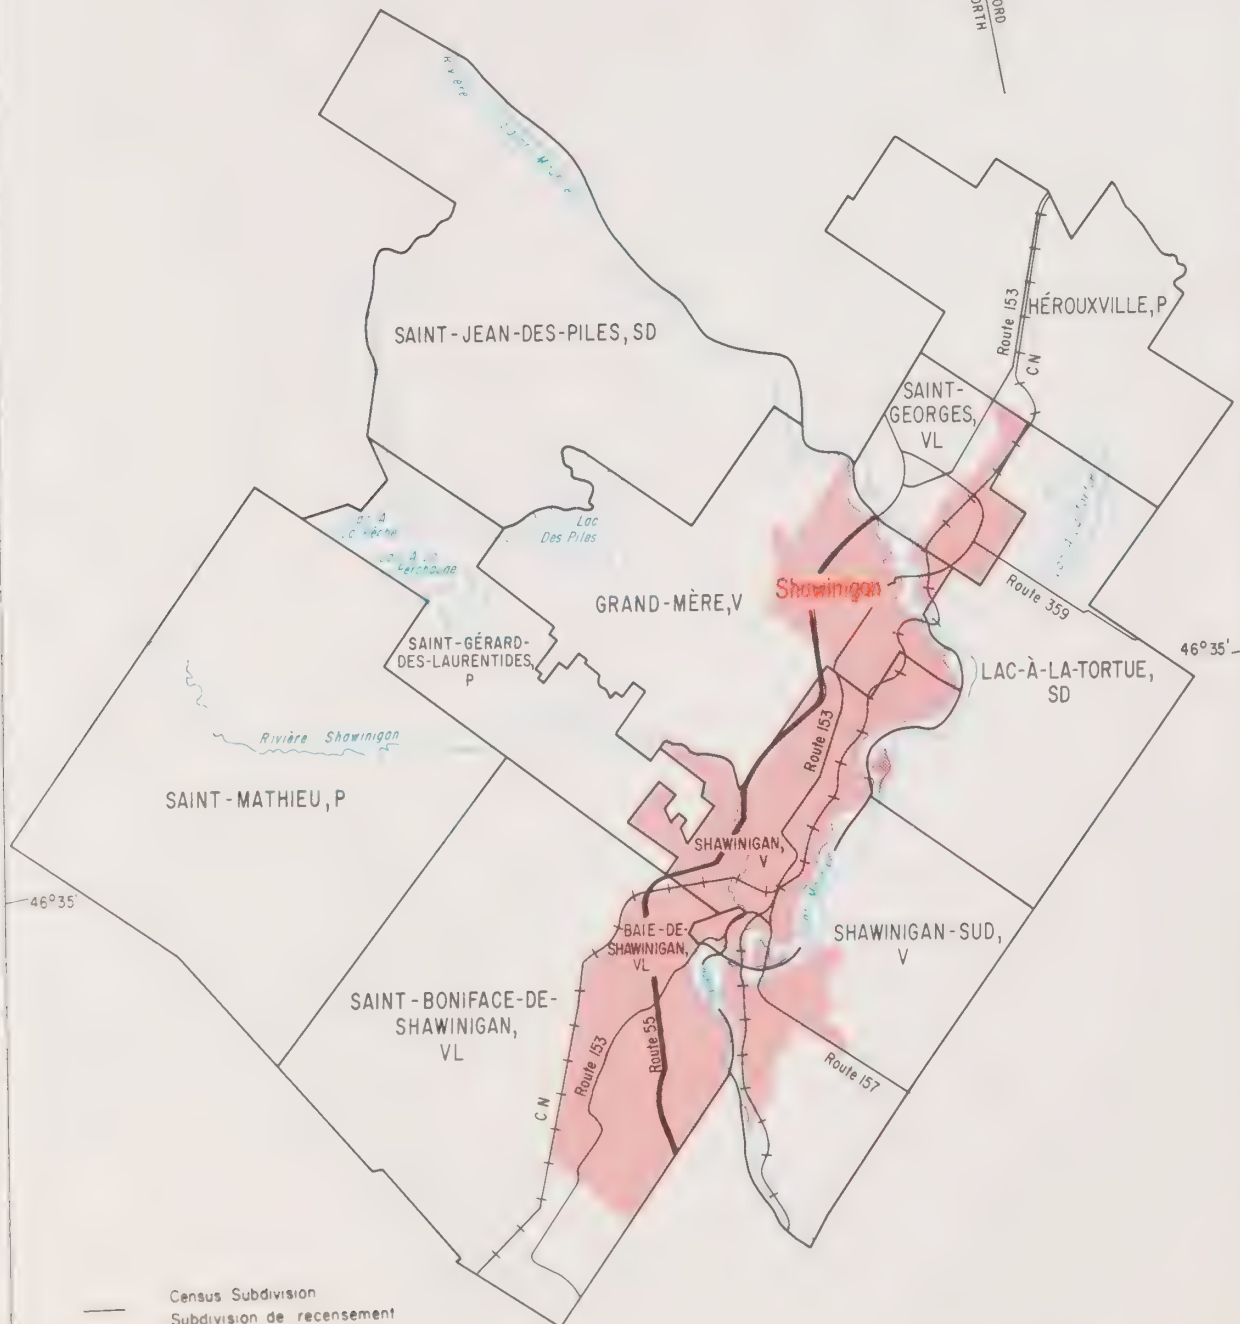 ORD
ORTH
Rivière
SAINT-JEAN-DES-PILES, SD
Route 153
HÉROUXVILLE, P
CN
SAINT-
GEORGES,
VL
Lac
Des Piles
GRAND-MÈRE, V
Shawinigan
Route 359
46°35'
SAINT-GÉRARD-
DES-LAURENTIDES,
P
LAC-À-LA-TORTUE,
SD
Rivière Shawinigan
Route 153
SAINT-MATHIEU, P
SHAWINIGAN,
V
46°35'
BAIE-DE-
SHAWINIGAN,
VL
SHAWINIGAN-SUD,
V
SAINT-BONIFACE-DE-
SHAWINIGAN,
VL
Route 153
Route 55
Route 157
CN
Census Subdivision
Subdivision de recensement